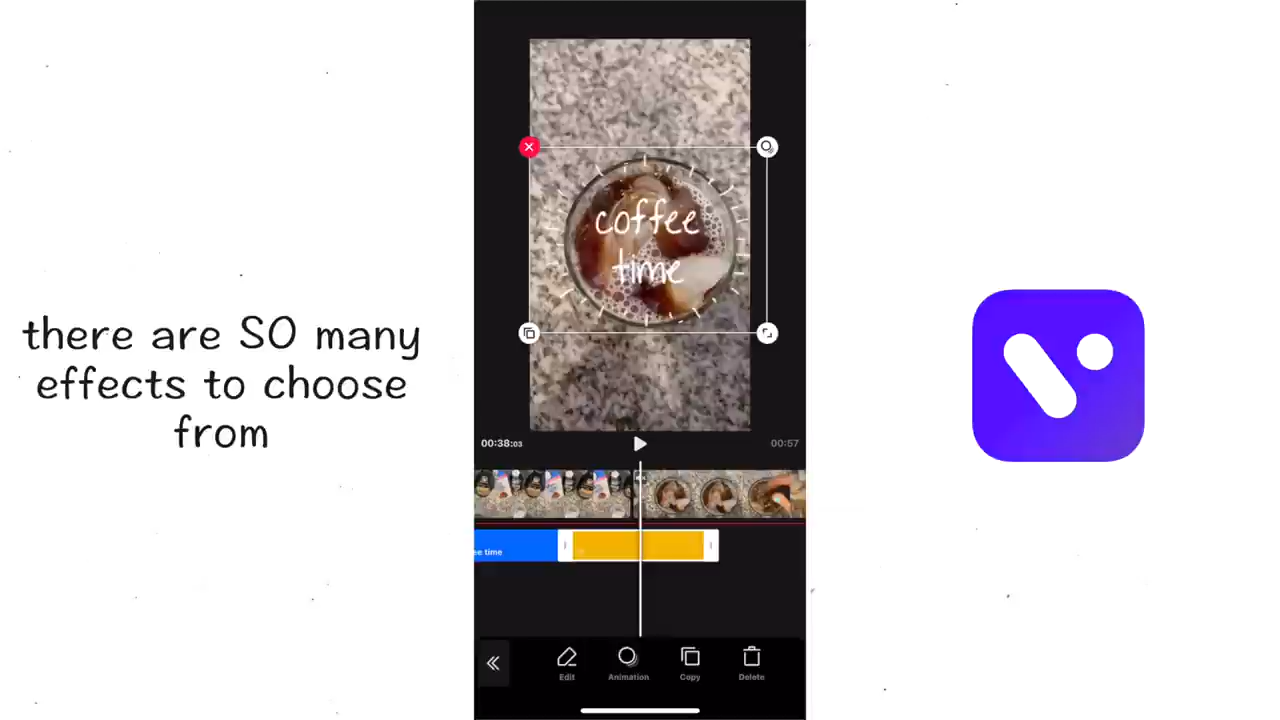 there are SO many
effects to choose
from
coffee
time
00:38:03
00:57
ee time
Edit
Animation
Copy
Delete